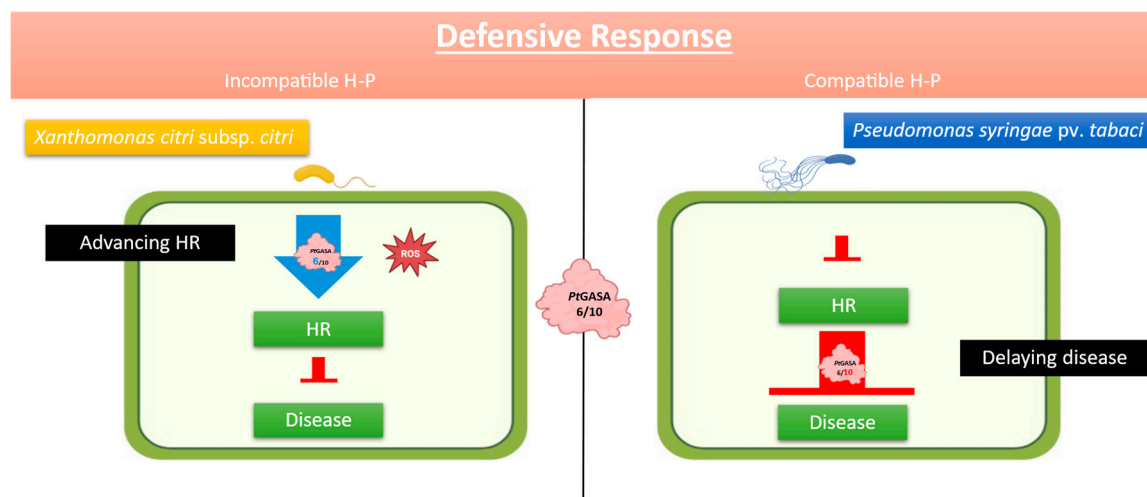 Defensive Response
Incompatible H-P
Compatible H-P
Xanthomonas citri subsp. citri
Pseudomonas syringae pv. tabaci
Advancing HR
PtGASA
6/10
ROS
HR
Disease
PtGASA
6/10
HR
PtGASA
6/10
Delaying disease
Disease